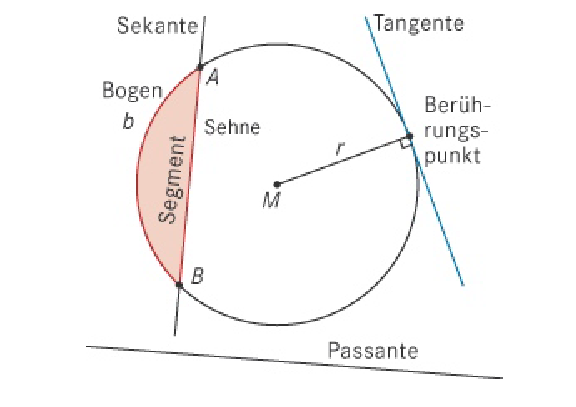 Sekante
Tangente
A
Bogen
b
Berüh-
rungs-
punkt
Sehne
r
Segment
M
B
Passante